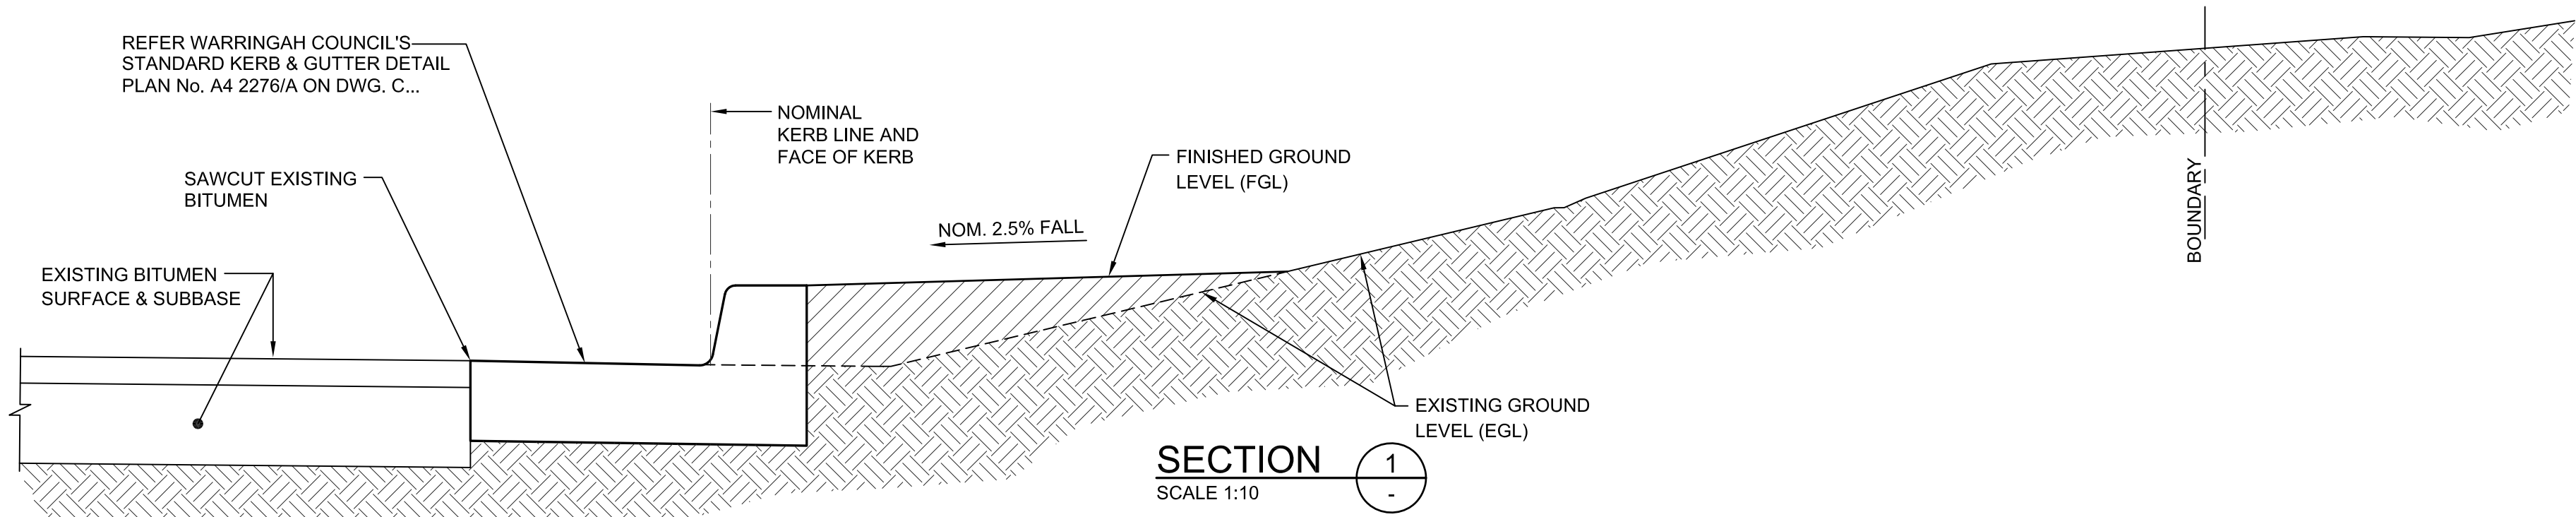 REFER WARRINGAH COUNCIL'S
STANDARD KERB & GUTTER DETAIL
PLAN No. A4 2276/A ON DWG. C...
NOMINAL
KERB LINE AND
FACE OF KERB
SAWCUT EXISTING
BITUMEN
FINISHED GROUND
LEVEL (FGL)
NOM. 2.5% FALL
EXISTING BITUMEN
SURFACE & SUBBASE
BOUNDARY
EXISTING GROUND
LEVEL (EGL)
SECTION
SCALE 1:10
1
-